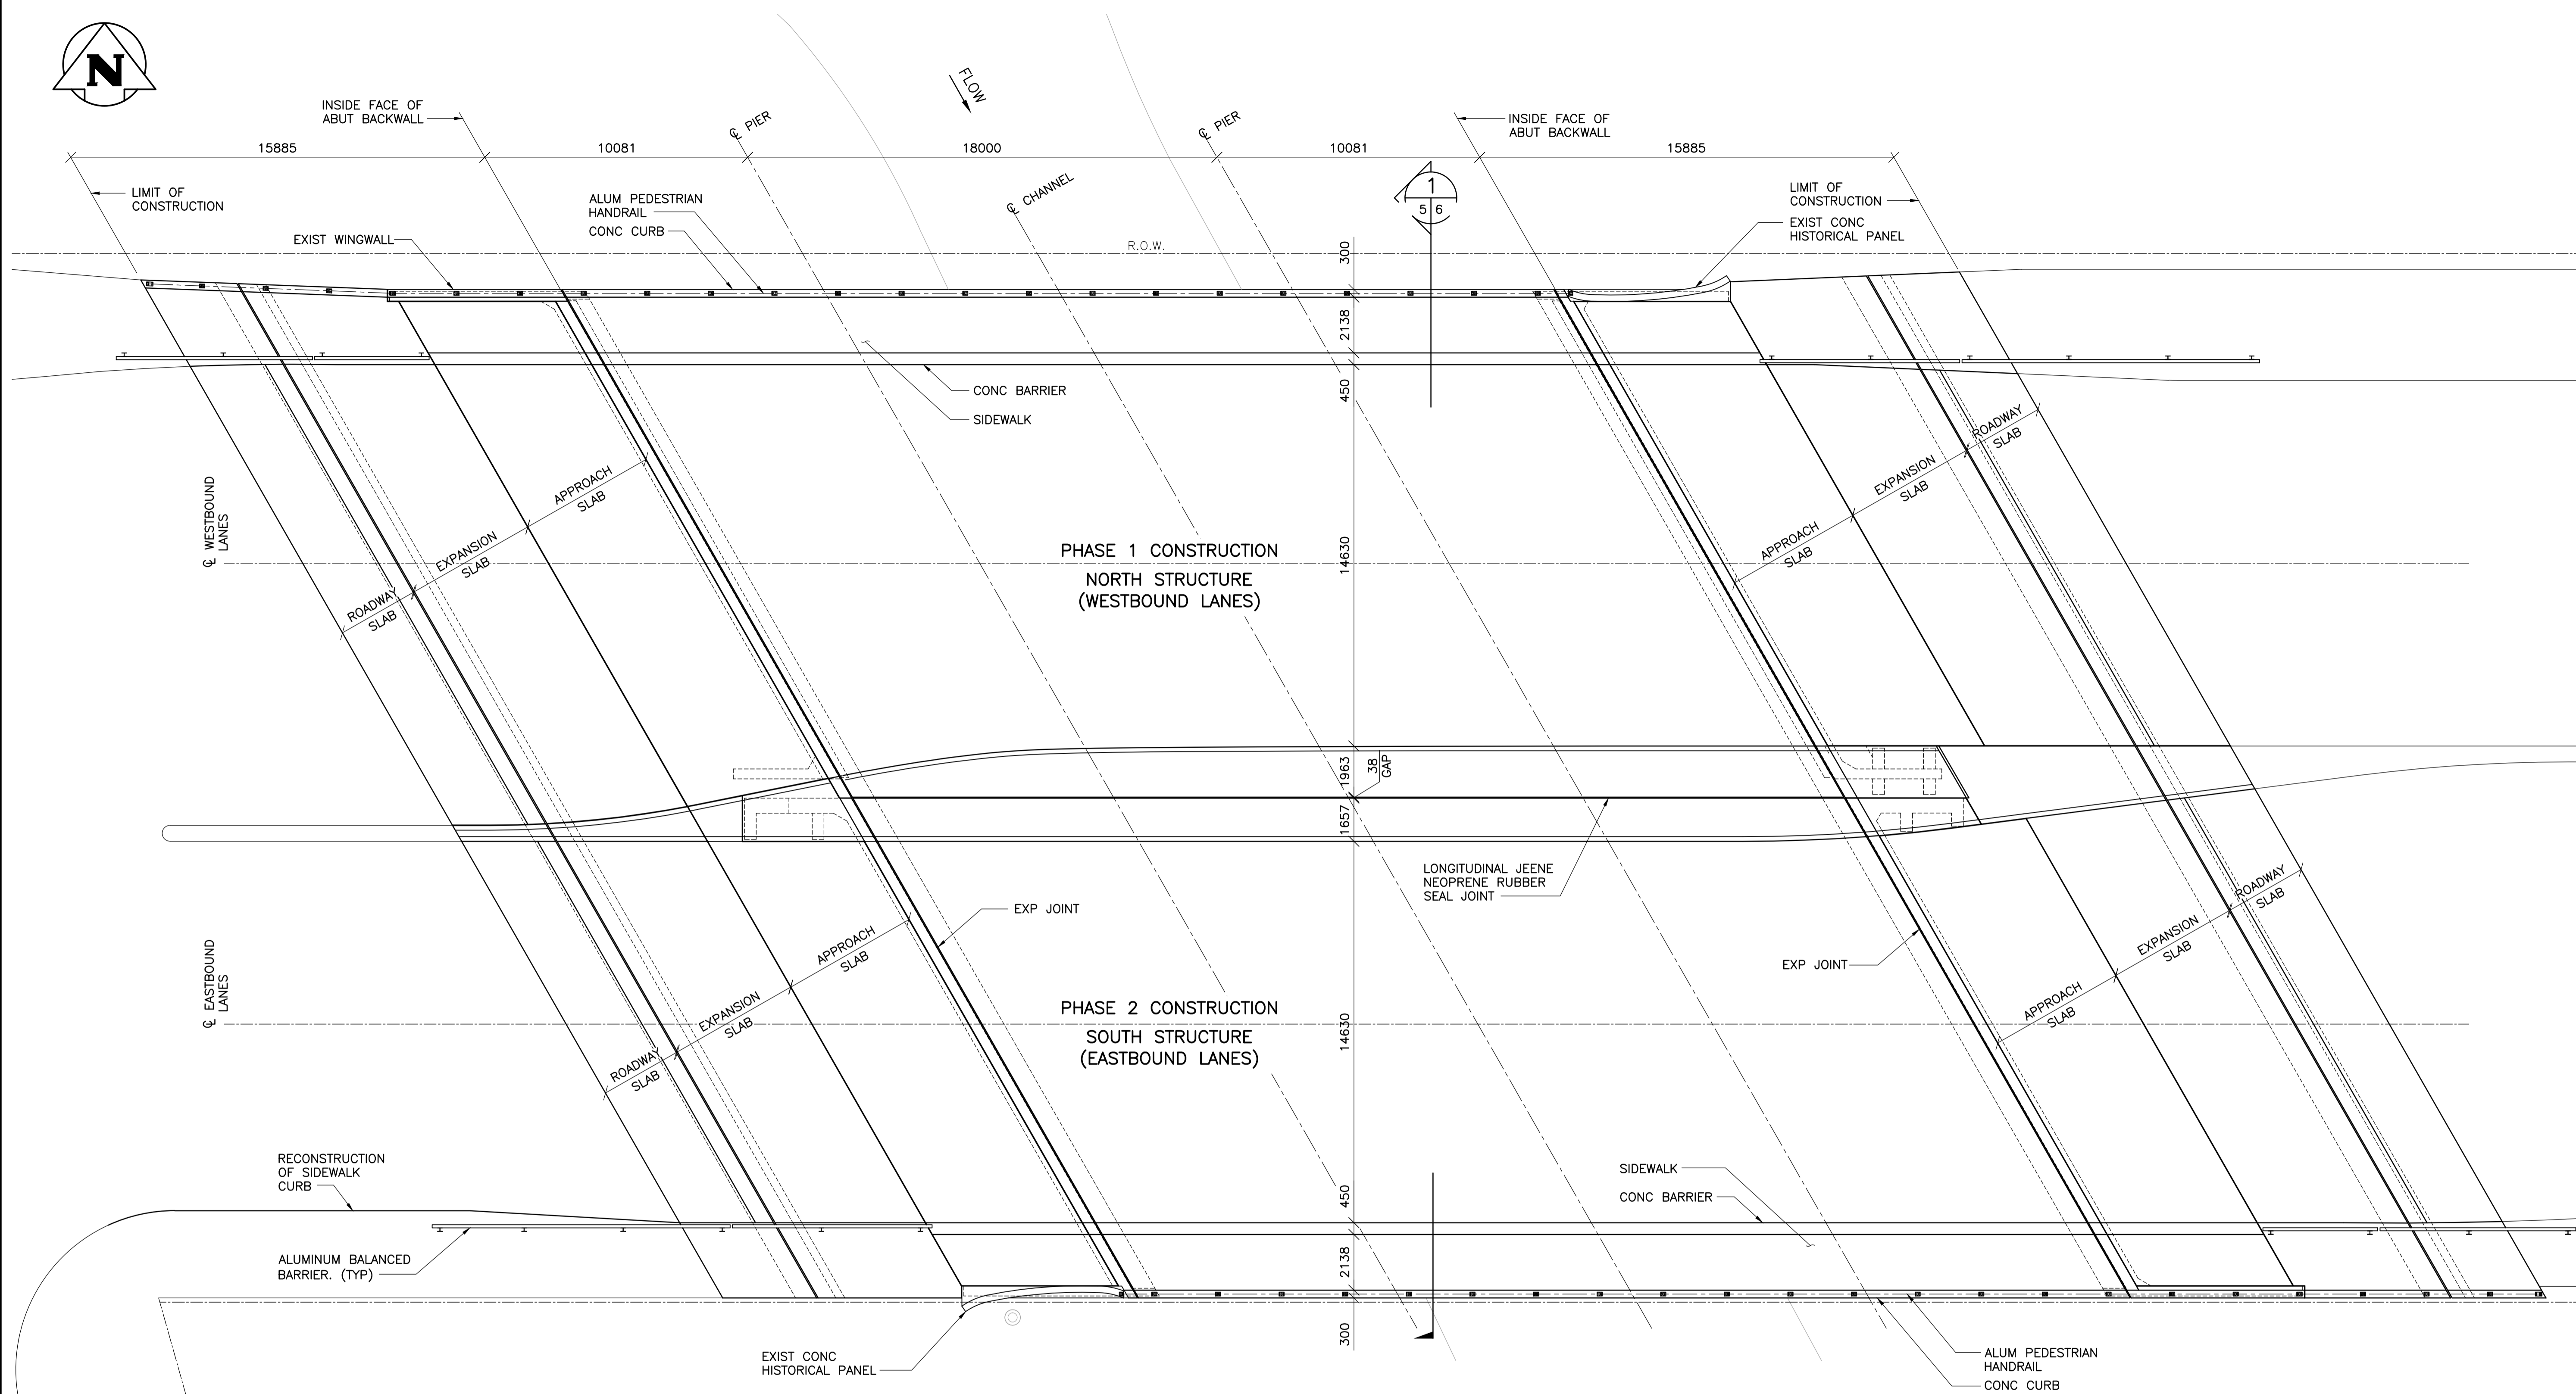 N
FLOW
INSIDE FACE OF
ABUT BACKWALL
℄ PIER
℄ PIER
INSIDE FACE OF
ABUT BACKWALL
15885
10081
18000
10081
15885
LIMIT OF
CONSTRUCTION
ALUM PEDESTRIAN
HANDRAIL
CONC CURB
℄ CHANNEL
1
5 6
LIMIT OF
CONSTRUCTION
EXIST CONC
HISTORICAL PANEL
EXIST WINGWALL
R.O.W.
300
2138
450
CONC BARRIER
SIDEWALK
ROADWAY
SLAB
EXPANSION
SLAB
APPROACH
SLAB
APPROACH
SLAB
EXPANSION
SLAB
ROADWAY
SLAB
℄ WESTBOUND
LANES
PHASE 1 CONSTRUCTION
NORTH STRUCTURE
(WESTBOUND LANES)
14630
1963
38
GAP
1657
LONGITUDINAL JEENE
NEOPRENE RUBBER
SEAL JOINT
EXP JOINT
EXP JOINT
ROADWAY
SLAB
EXPANSION
SLAB
APPROACH
SLAB
APPROACH
SLAB
EXPANSION
SLAB
ROADWAY
SLAB
℄ EASTBOUND
LANES
PHASE 2 CONSTRUCTION
SOUTH STRUCTURE
(EASTBOUND LANES)
14630
RECONSTRUCTION
OF SIDEWALK
CURB
SIDEWALK
CONC BARRIER
450
2138
300
ALUMINUM BALANCED
BARRIER. (TYP)
EXIST CONC
HISTORICAL PANEL
ALUM PEDESTRIAN
HANDRAIL
CONC CURB